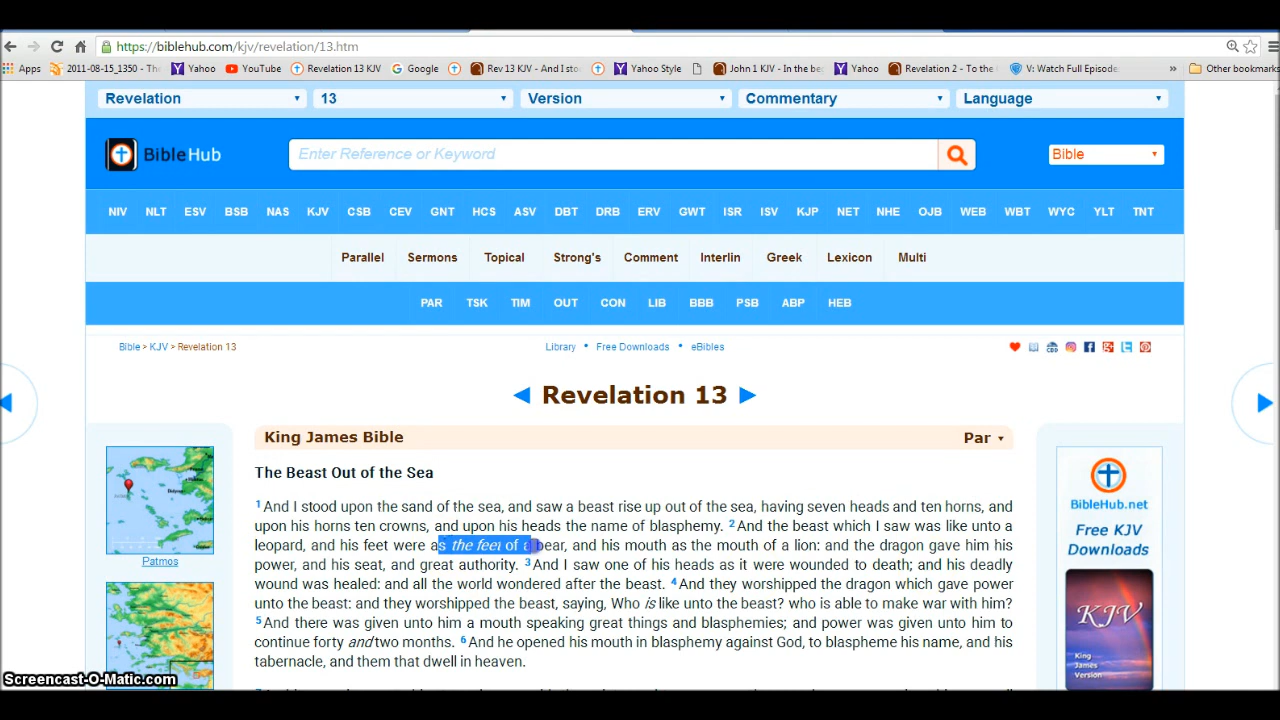 https://biblehub.com/kjv/revelation/13.htm
Apps 2011-08-15_1350 - The Yahoo YouTube Revelation 13 KJV Google Rev 13 KJV - And I sto Yahoo Style John 1 KJV - In the be Yahoo Revelation 2 - To the V: Watch Full Episode » Other bookmarks
Revelation 13 Version Commentary Language
BibleHub Enter Reference or Keyword Bible
NIV NLT ESV BSB NAS KJV CSB CEV GNT HCS ASV DBT DRB ERV GWT ISR ISV KJP NET NHE OJB WEB WBT WYC YLT TNT
Parallel Sermons Topical Strong's Comment Interlin Greek Lexicon Multi
PAR TSK TIM OUT CON LIB BBB PSB ABP HEB
Bible > KJV > Revelation 13 Library • Free Downloads • eBibles
◄ Revelation 13 ►
King James Bible Par ▾
The Beast Out of the Sea
1And I stood upon the sand of the sea, and saw a beast rise up out of the sea, having seven heads and ten horns, and
upon his horns ten crowns, and upon his heads the name of blasphemy. 2And the beast which I saw was like unto a
leopard, and his feet were as the feet of a bear, and his mouth as the mouth of a lion: and the dragon gave him his
power, and his seat, and great authority. 3And I saw one of his heads as it were wounded to death; and his deadly
wound was healed: and all the world wondered after the beast. 4And they worshipped the dragon which gave power
unto the beast: and they worshipped the beast, saying, Who is like unto the beast? who is able to make war with him?
5And there was given unto him a mouth speaking great things and blasphemies; and power was given unto him to
continue forty and two months. 6And he opened his mouth in blasphemy against God, to blaspheme his name, and his
tabernacle, and them that dwell in heaven.
Patmos
BibleHub.net
Free KJV
Downloads
KJV
King
James
Version
Screencast-O-Matic.com